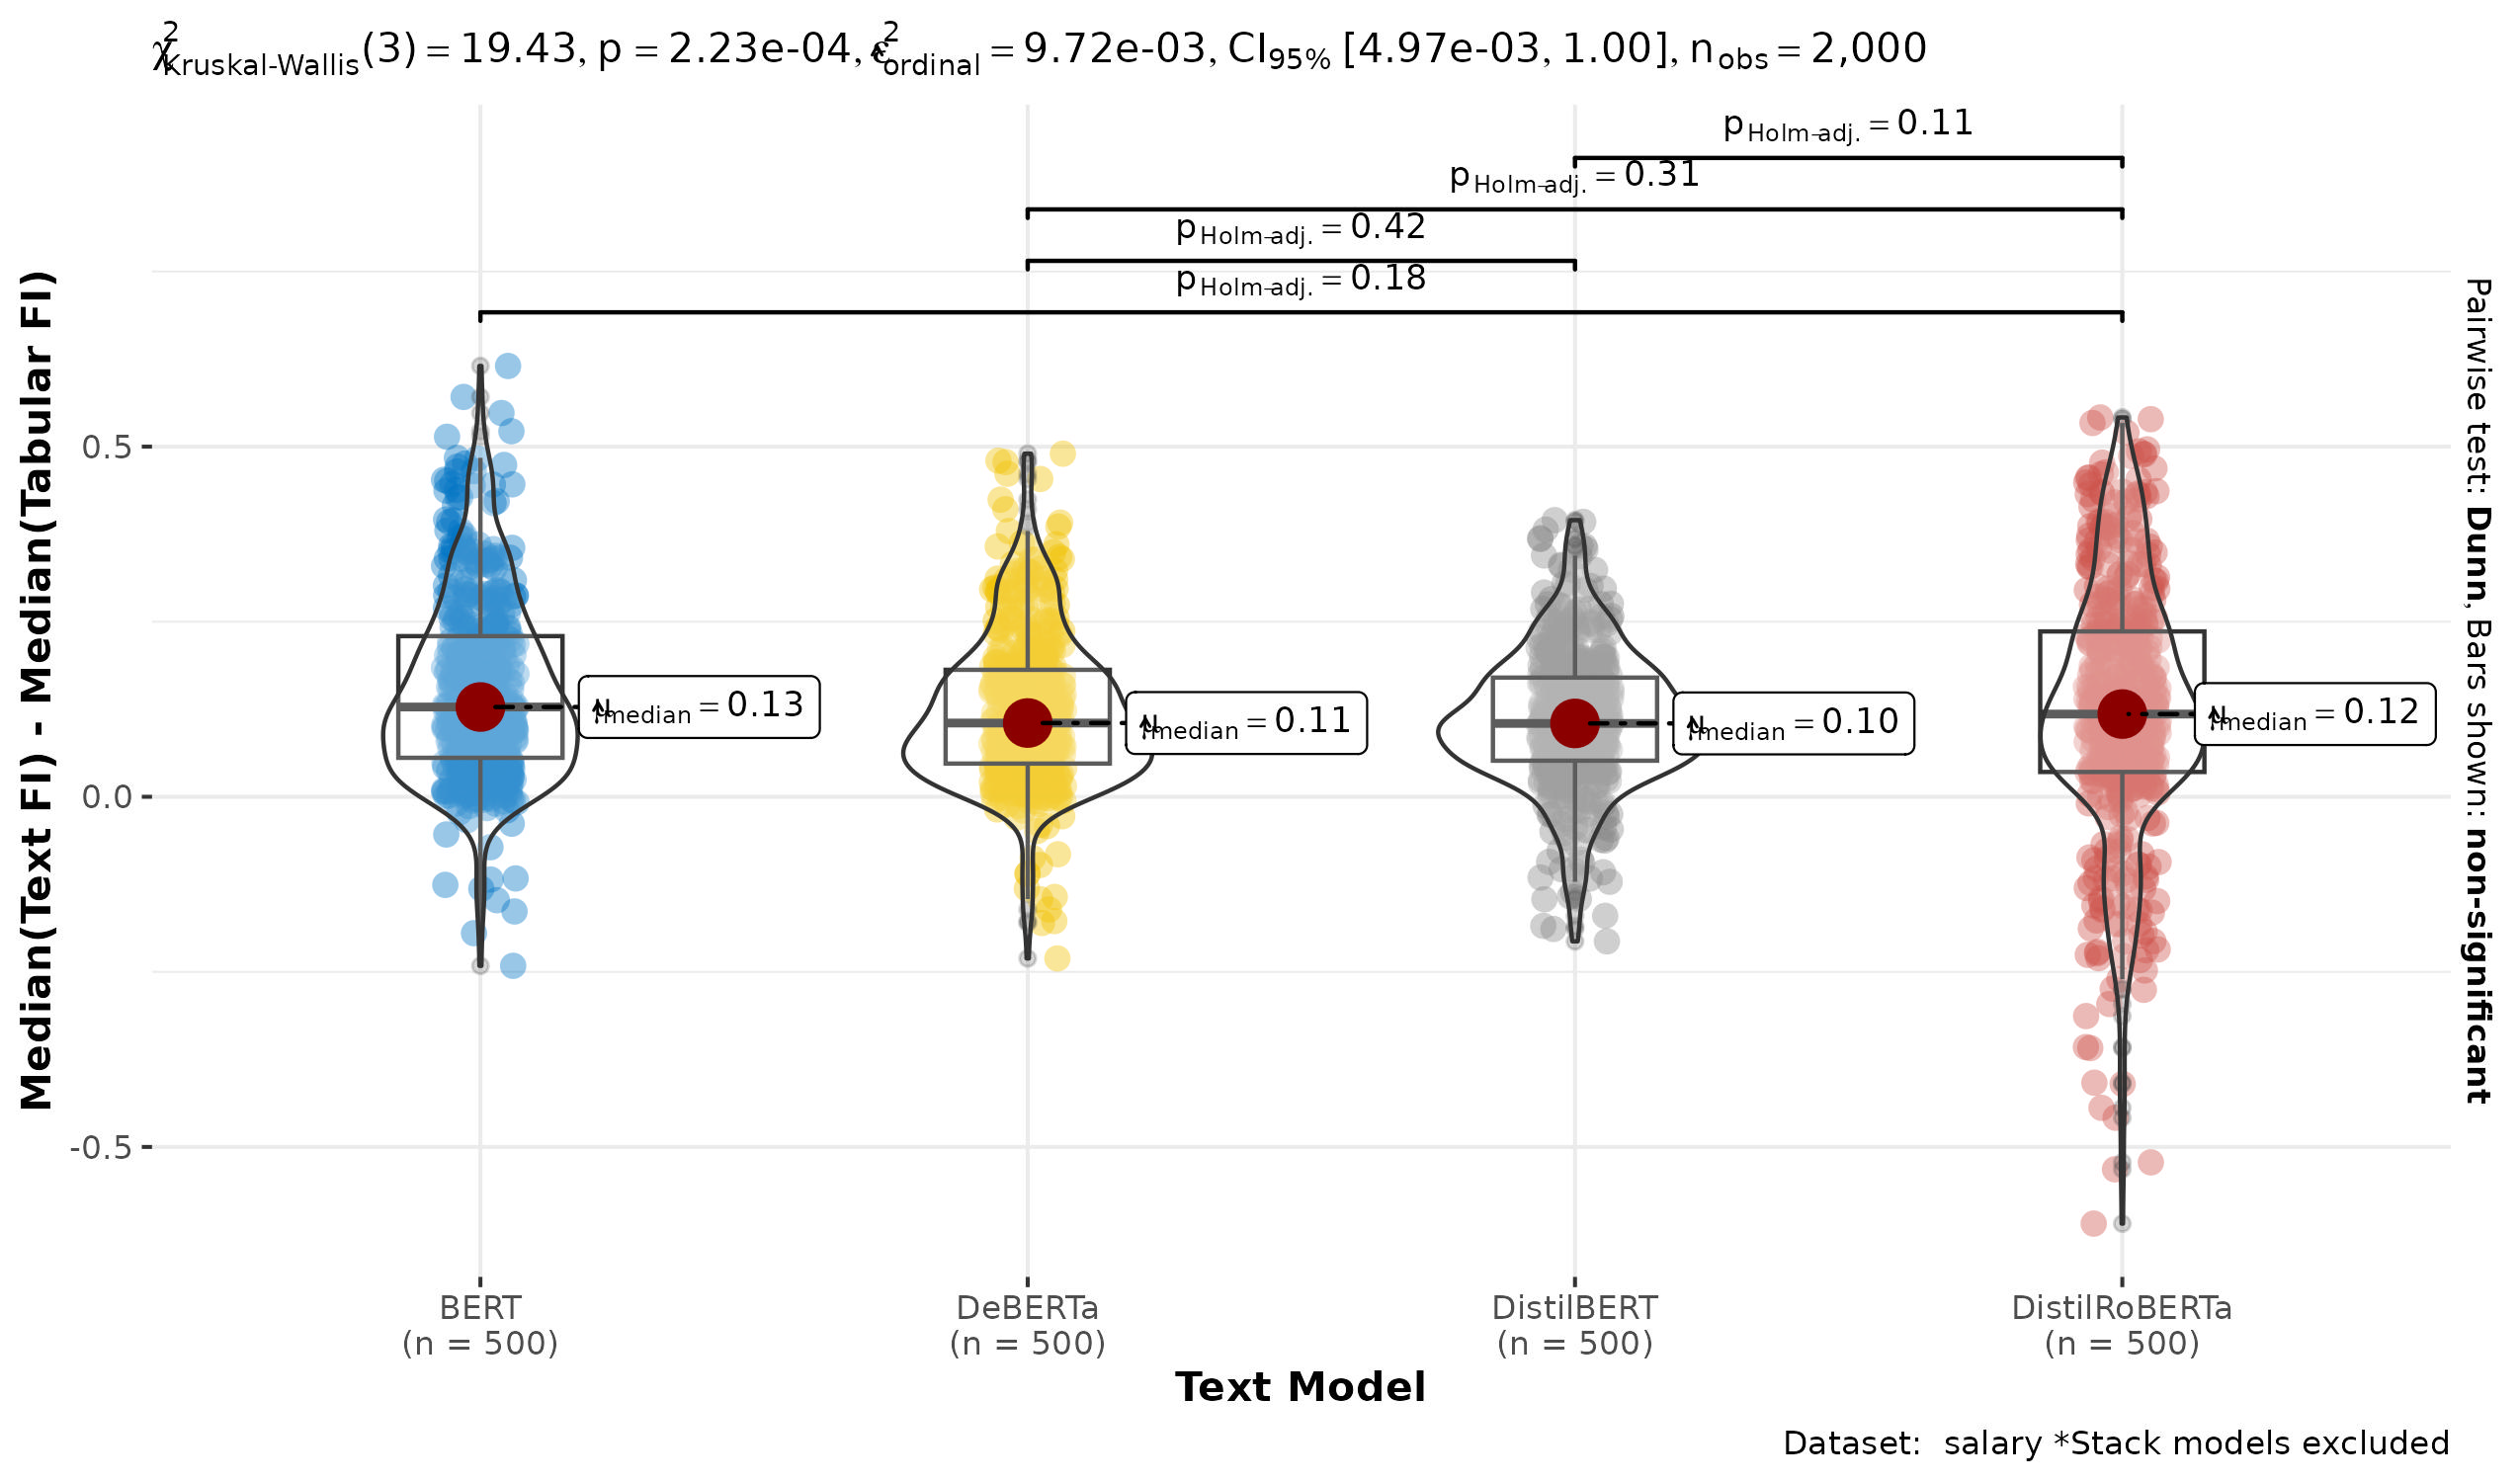 χ²Kruskal-Wallis(3) = 19.43, p = 2.23e-04, ε²ordinal = 9.72e-03, CI95% [4.97e-03, 1.00], nobs = 2,000
pHolm-adj. = 0.11
pHolm-adj. = 0.31
pHolm-adj. = 0.42
pHolm-adj. = 0.18
Median(Text FI) - Median(Tabular FI)
0.5
0.0
-0.5
μ̂median = 0.13
μ̂median = 0.11
μ̂median = 0.10
μ̂median = 0.12
Pairwise test: Dunn, Bars shown: non-significant
BERT
(n = 500)
DeBERTa
(n = 500)
DistilBERT
(n = 500)
DistilRoBERTa
(n = 500)
Text Model
Dataset:  salary *Stack models excluded